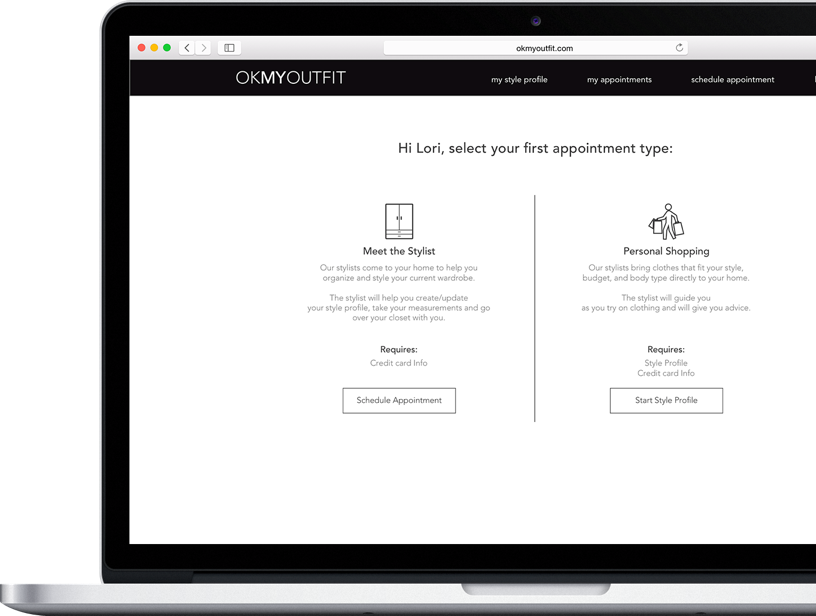 okmyoutfit.com
OKMYOUTFIT
my style profile
my appointments
schedule appointment
Hi Lori, select your first appointment type:
Meet the Stylist
Our stylists come to your home to help you
organize and style your current wardrobe.
The stylist will help you create/update
your style profile, take your measurements and go
over your closet with you.
Requires:
Credit card Info
Schedule Appointment
Personal Shopping
Our stylists bring clothes that fit your style,
budget, and body type directly to your home.
The stylist will guide you
as you try on clothing and will give you advice.
Requires:
Style Profile
Credit card Info
Start Style Profile